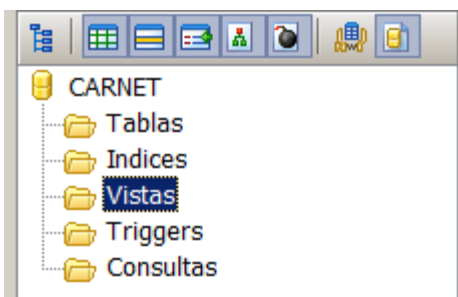 CARNET
Tablas
Indices
Vistas
Triggers
Consultas